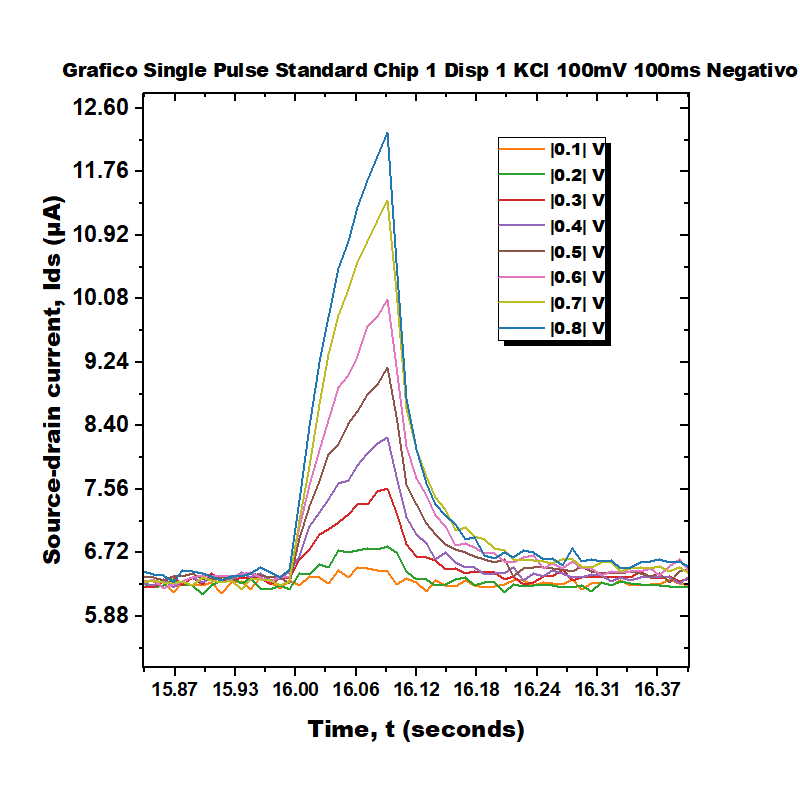 Grafico Single Pulse Standard Chip 1 Disp 1 KCl 100mV 100ms Negativo
12.60
11.76
10.92
10.08
9.24
8.40
7.56
6.72
5.88
Source-drain current, Ids (µA)
|0.1| V
|0.2| V
|0.3| V
|0.4| V
|0.5| V
|0.6| V
|0.7| V
|0.8| V
15.87 15.93 16.00 16.06 16.12 16.18 16.24 16.31 16.37
Time, t (seconds)